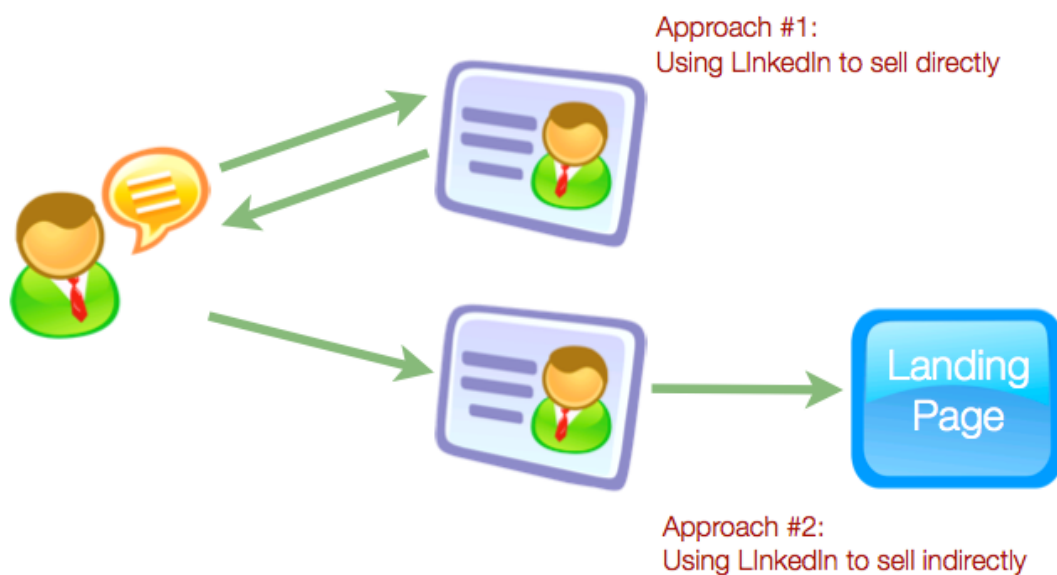 Approach #1:
Using LInkedIn to sell directly
Landing
Page
Approach #2:
Using LInkedIn to sell indirectly